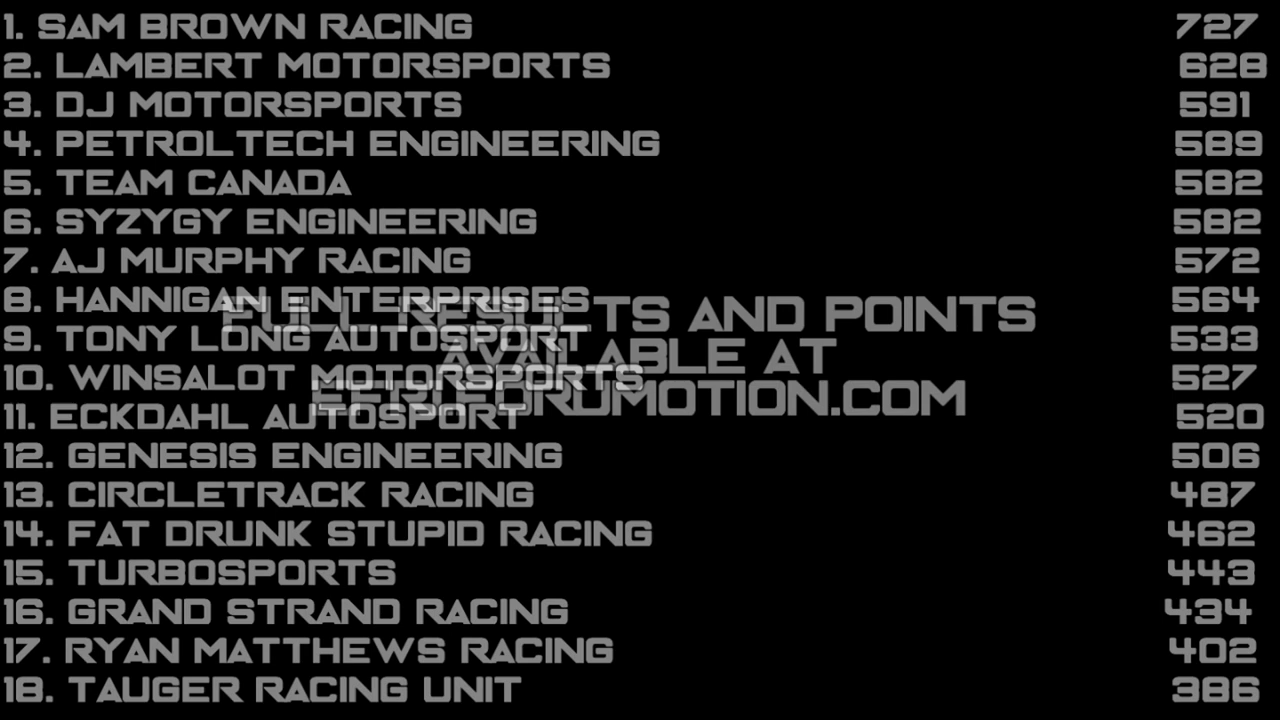 1. SAM BROWN RACING 727
2. LAMBERT MOTORSPORTS 628
3. DJ MOTORSPORTS 591
4. PETROLTECH ENGINEERING 589
5. TEAM CANADA 582
6. SYZYGY ENGINEERING 582
7. AJ MURPHY RACING 572
8. HANNIGAN ENTERPRISES 564
FULL RESULTS AND POINTS
9. TONY LONG AUTOSPORT 533
AVAILABLE AT
10. WINSALOT MOTORSPORTS 527
11. ECKDAHL AUTOSPORT 520
12. GENESIS ENGINEERING 506
13. CIRCLETRACK RACING 487
14. FAT DRUNK STUPID RACING 462
15. TURBOSPORTS 443
16. GRAND STRAND RACING 434
17. RYAN MATTHEWS RACING 402
18. TAUGER RACING UNIT 386